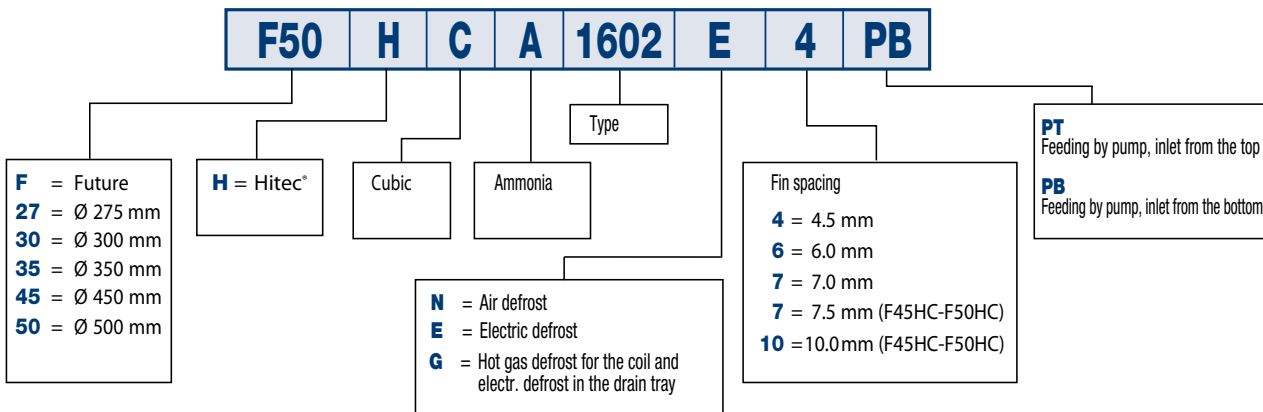 F50 H C A 1602 E 4 PB
Type
PT
Feeding by pump, inlet from the top
PB
Feeding by pump, inlet from the bottom
F = Future
27 = Ø 275 mm
30 = Ø 300 mm
35 = Ø 350 mm
45 = Ø 450 mm
50 = Ø 500 mm
H = Hitec®
Cubic
Ammonia
N = Air defrost
E = Electric defrost
G = Hot gas defrost for the coil and
electr. defrost in the drain tray
Fin spacing
4 = 4.5 mm
6 = 6.0 mm
7 = 7.0 mm
7 = 7.5 mm (F45HC-F50HC)
10 =10.0 mm (F45HC-F50HC)